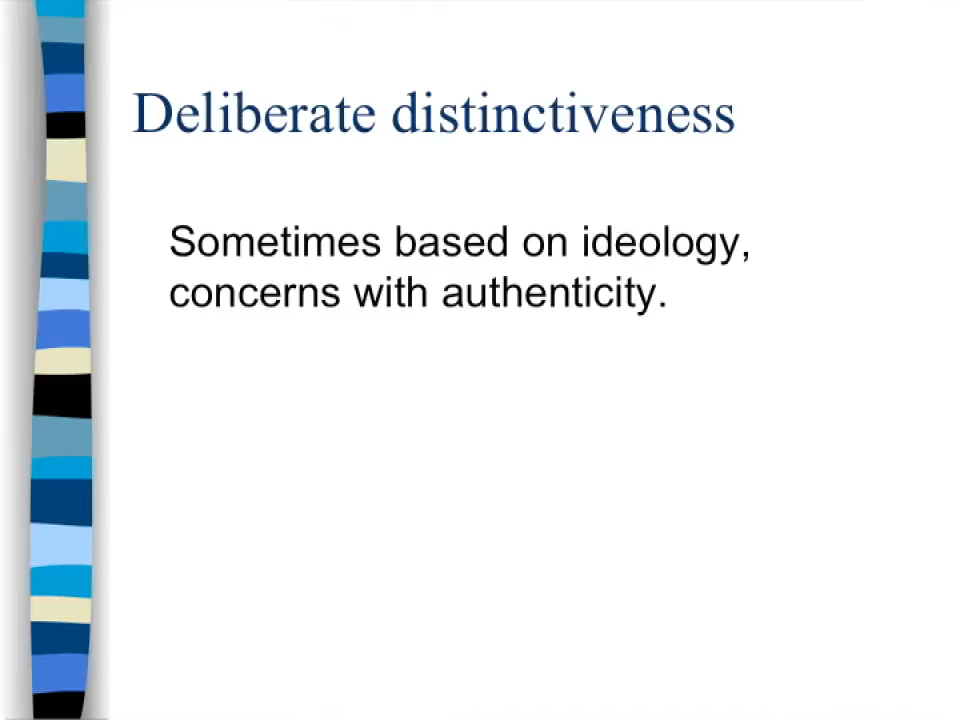 Deliberate distinctiveness
Sometimes based on ideology,
concerns with authenticity.